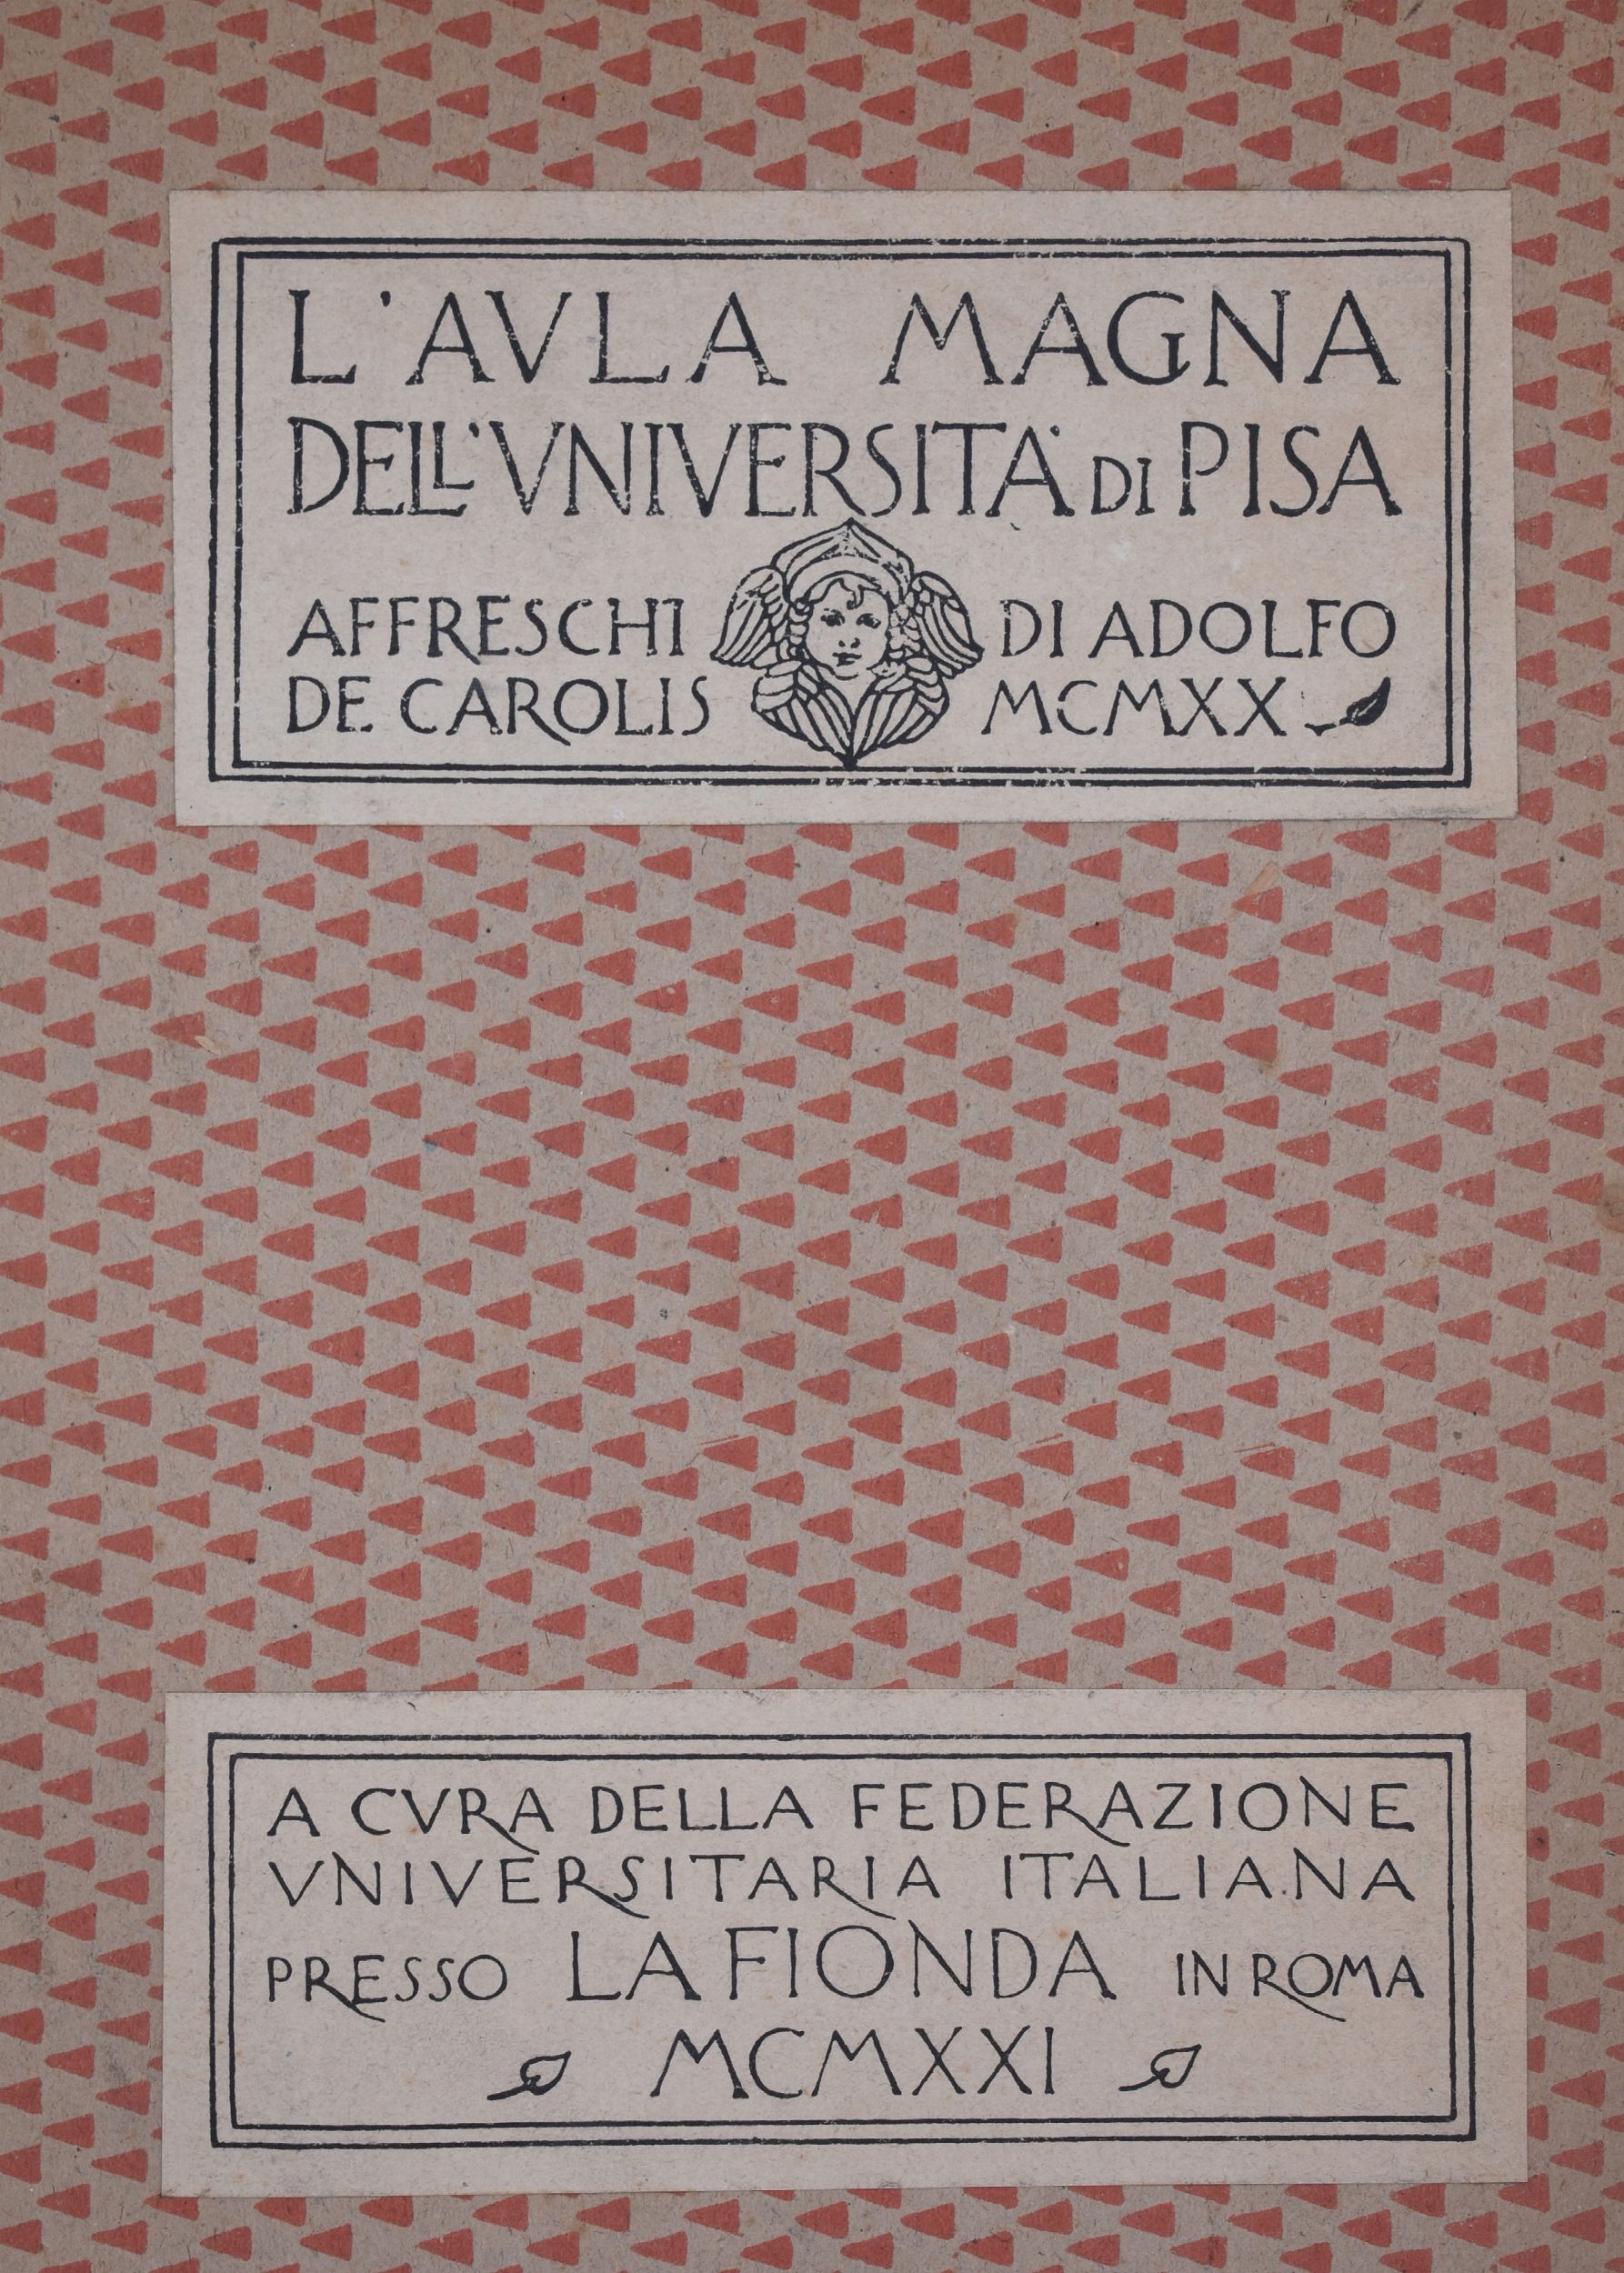 L'AVLA MAGNA
DELL'VNIVERSITA' DI PISA
AFFRESCHI DI ADOLFO
DE CAROLIS MCMXX
A CVRA DELLA FEDERAZIONE
VNIVERSITARIA ITALIANA
PRESSO LA FIONDA IN ROMA
MCMXXI